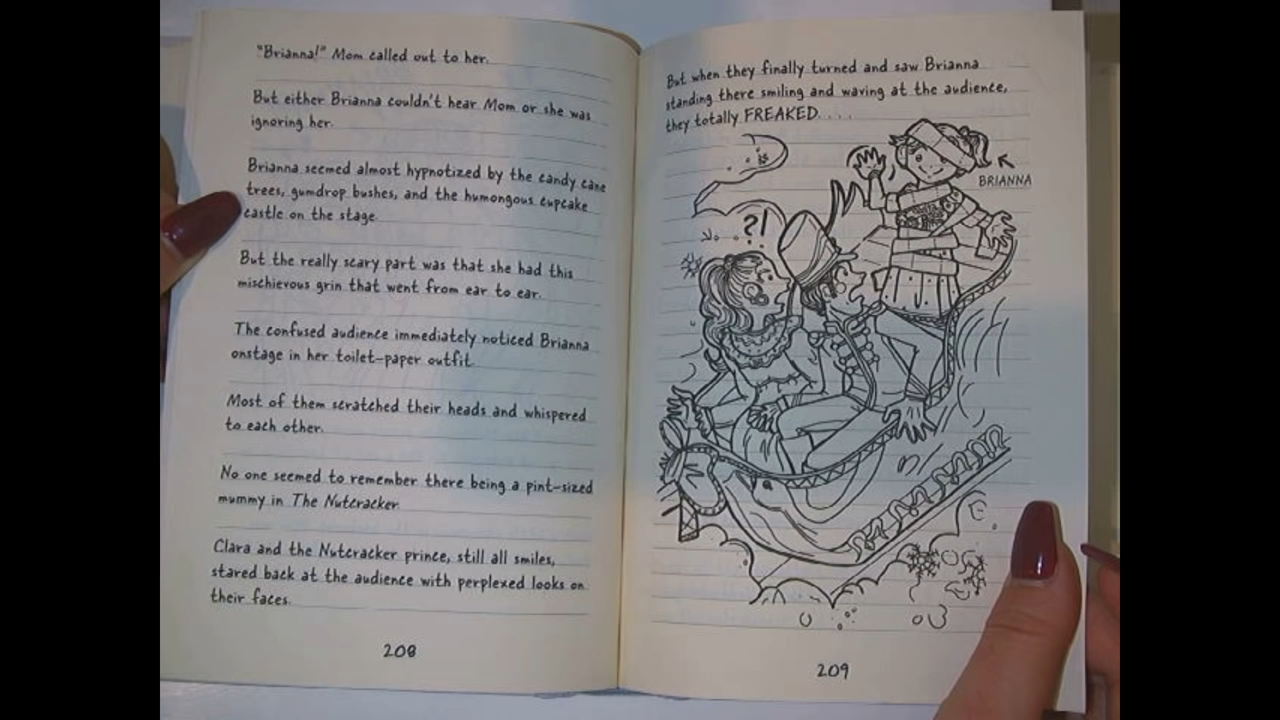 "Brianna!" Mom called out to her.
But either Brianna couldn't hear Mom or she was
ignoring her.
Brianna seemed almost hypnotized by the candy cane
trees, gumdrop bushes, and the humongous cupcake
castle on the stage.
But the really scary part was that she had this
mischievous grin that went from ear to ear.
The confused audience immediately noticed Brianna
onstage in her toilet-paper outfit.
Most of them scratched their heads and whispered
to each other.
No one seemed to remember there being a pint-sized
mummy in The Nutcracker.
Clara and the Nutcracker prince, still all smiles,
stared back at the audience with perplexed looks on
their faces.
208
But when they finally turned and saw Brianna
standing there smiling and waving at the audience,
they totally FREAKED. . . .
BRIANNA
?!
209